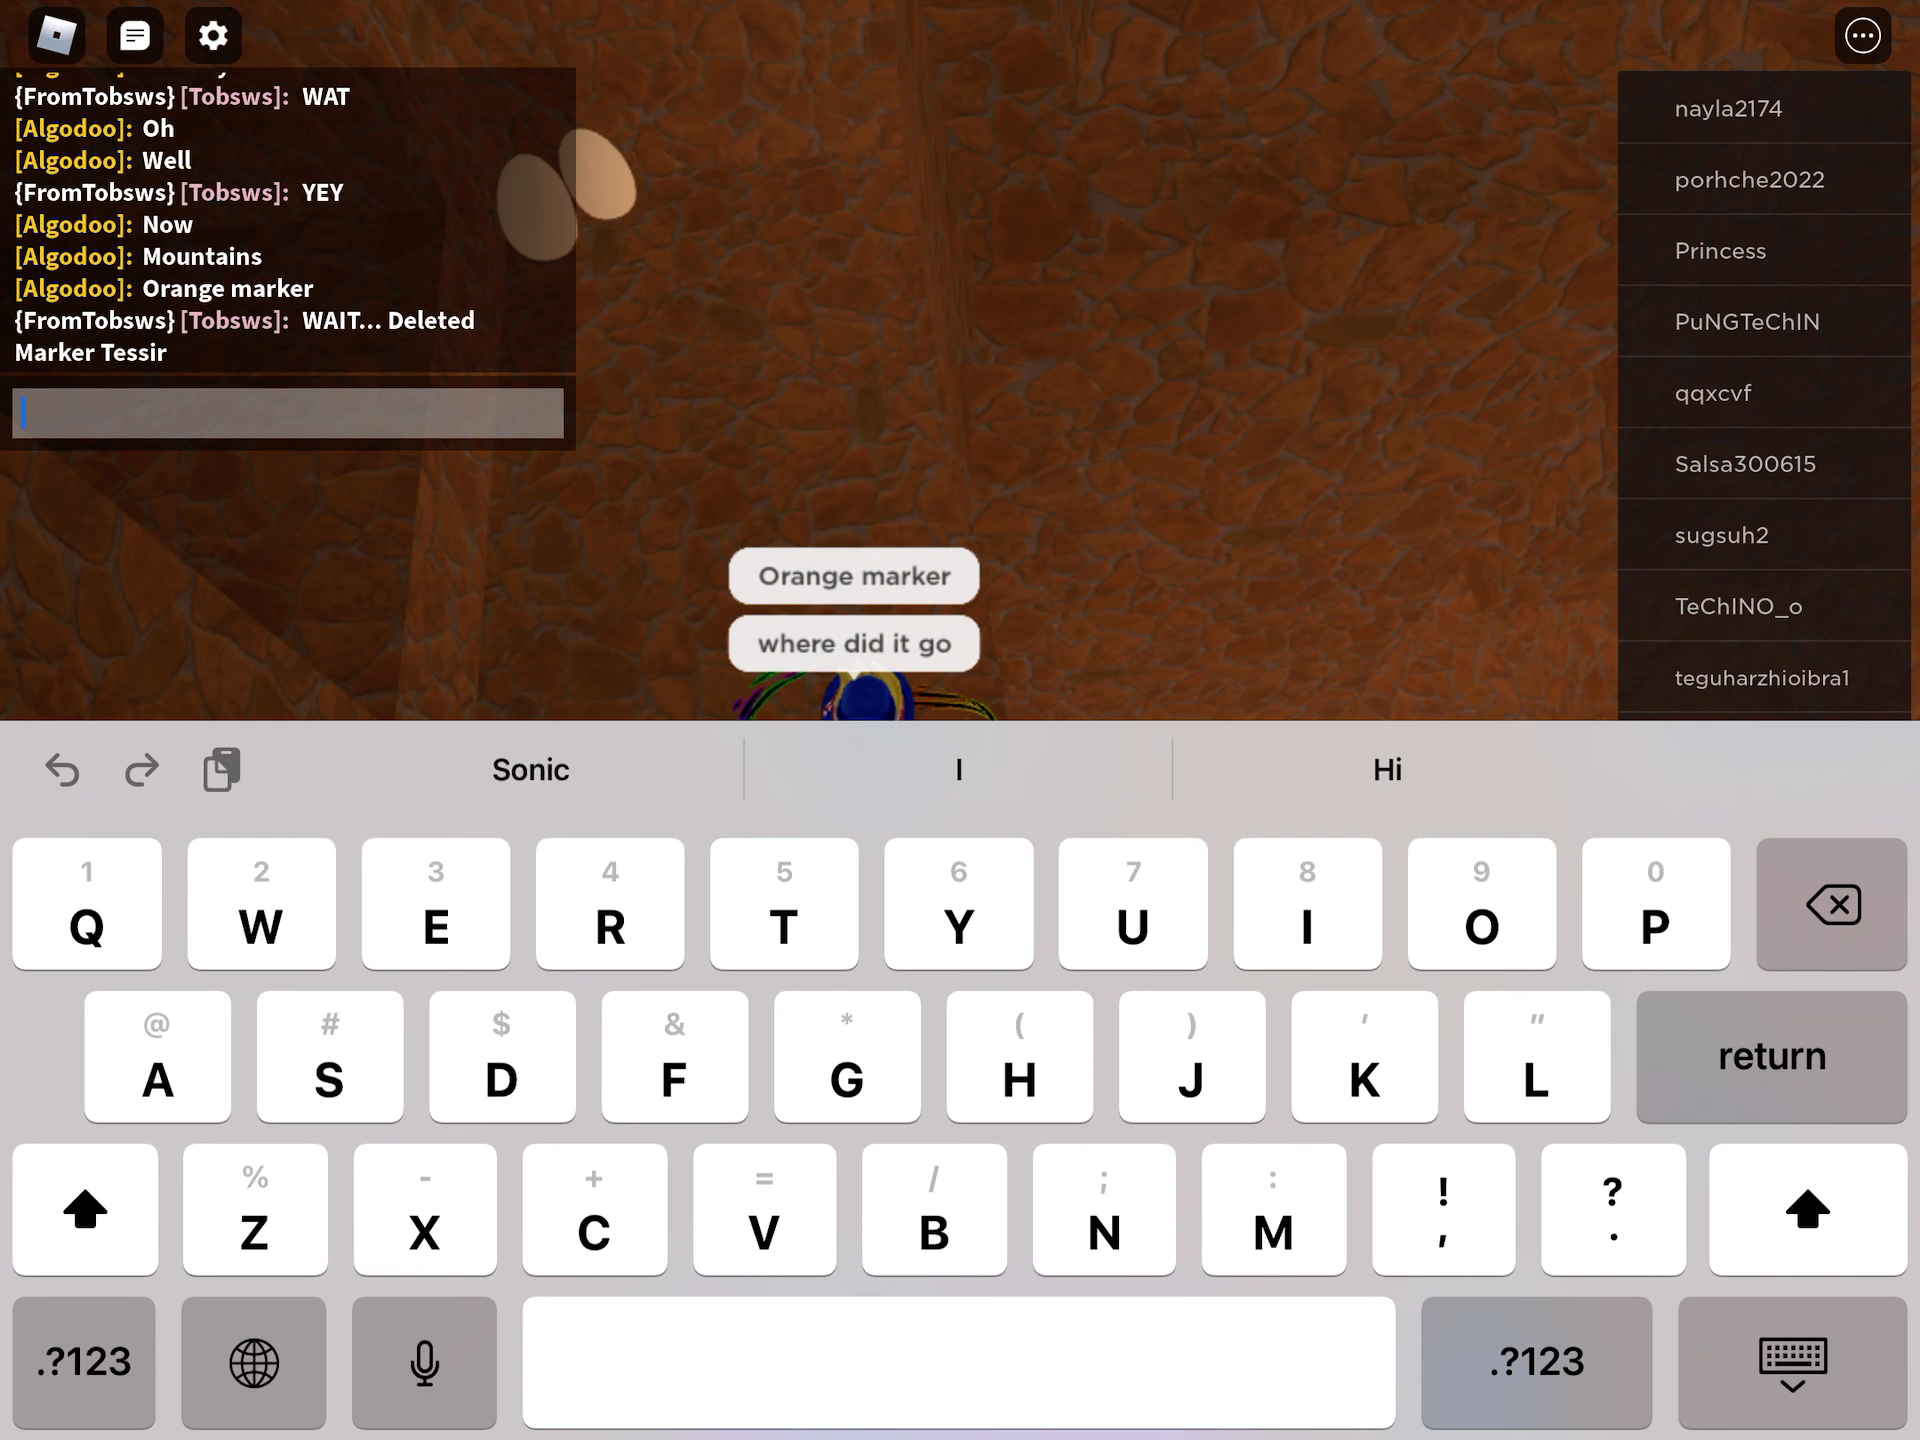 {FromTobsws} [Tobsws]: WAT
[Algodoo]: Oh
[Algodoo]: Well
{FromTobsws} [Tobsws]: YEY
[Algodoo]: Now
[Algodoo]: Mountains
[Algodoo]: Orange marker
{FromTobsws} [Tobsws]: WAIT... Deleted
Marker Tessir
nayla2174
porhche2022
Princess
PuNGTeChIN
qqxcvf
Salsa300615
sugsuh2
TeChINO_o
teguharzhioibra1
Orange marker
where did it go
Sonic I Hi
1 2 3 4 5 6 7 8 9 0
Q W E R T Y U I O P
@ # $ & * ( ) ' "
A S D F G H J K L return
% - + = / ; : ! ?
Z X C V B N M , .
.?123 .?123